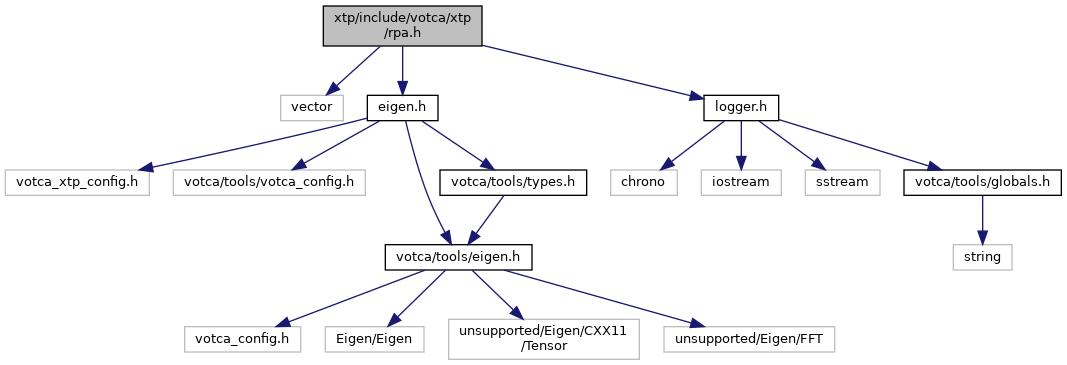 xtp/include/votca/xtp
/rpa.h
vector
eigen.h
logger.h
votca_xtp_config.h
votca/tools/votca_config.h
votca/tools/types.h
chrono
iostream
sstream
votca/tools/globals.h
votca/tools/eigen.h
string
votca_config.h
Eigen/Eigen
unsupported/Eigen/CXX11
/Tensor
unsupported/Eigen/FFT